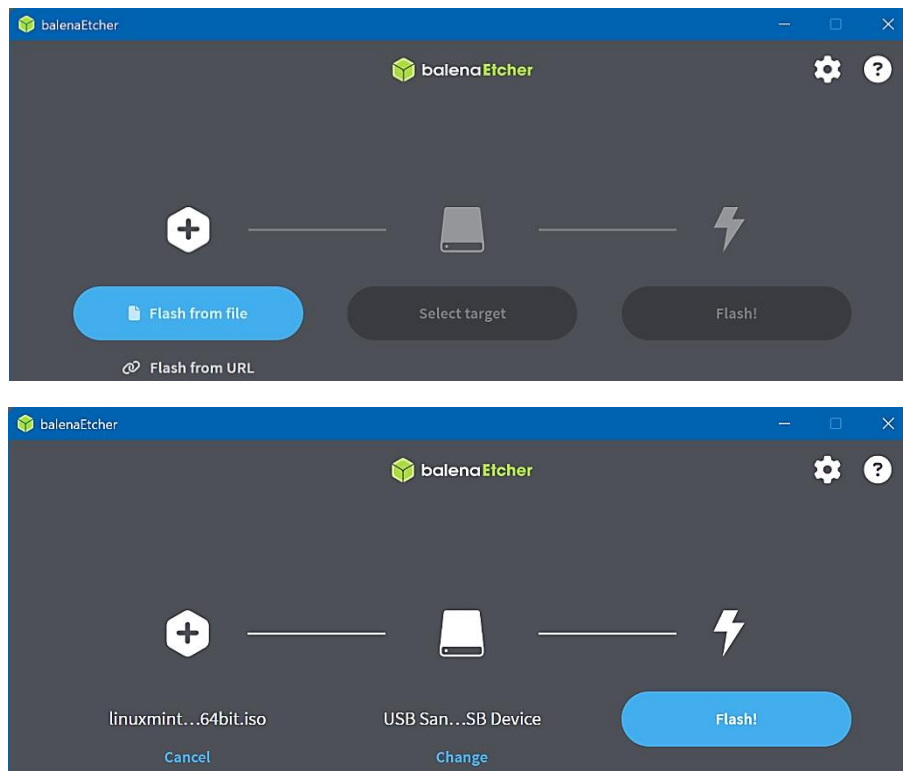 balenaEtcher
balenaEtcher
Flash from file
Select target
Flash!
Flash from URL
balenaEtcher
balenaEtcher
linuxmint...64bit.iso
USB San...SB Device
Flash!
Cancel
Change